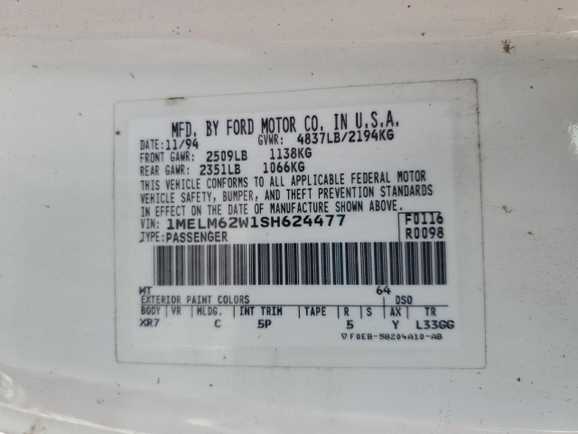 MFD. BY FORD MOTOR CO. IN U.S.A.
DATE: 11/94 GVWR: 4837LB/2194KG
FRONT GAWR: 2509LB 1138KG
REAR GAWR: 2351LB 1066KG
THIS VEHICLE CONFORMS TO ALL APPLICABLE FEDERAL MOTOR
VEHICLE SAFETY, BUMPER, AND THEFT PREVENTION STANDARDS
IN EFFECT ON THE DATE OF MANUFACTURE SHOWN ABOVE.
VIN: 1MELM62W1SH624477 F0116
TYPE: PASSENGER R0098
WT 64
EXTERIOR PAINT COLORS DSO
BODY VR MLDG. INT TRIM TAPE R S AX TR
XR7 C 5P 5 Y L33GG
▽ F0EB-58204A10-AB